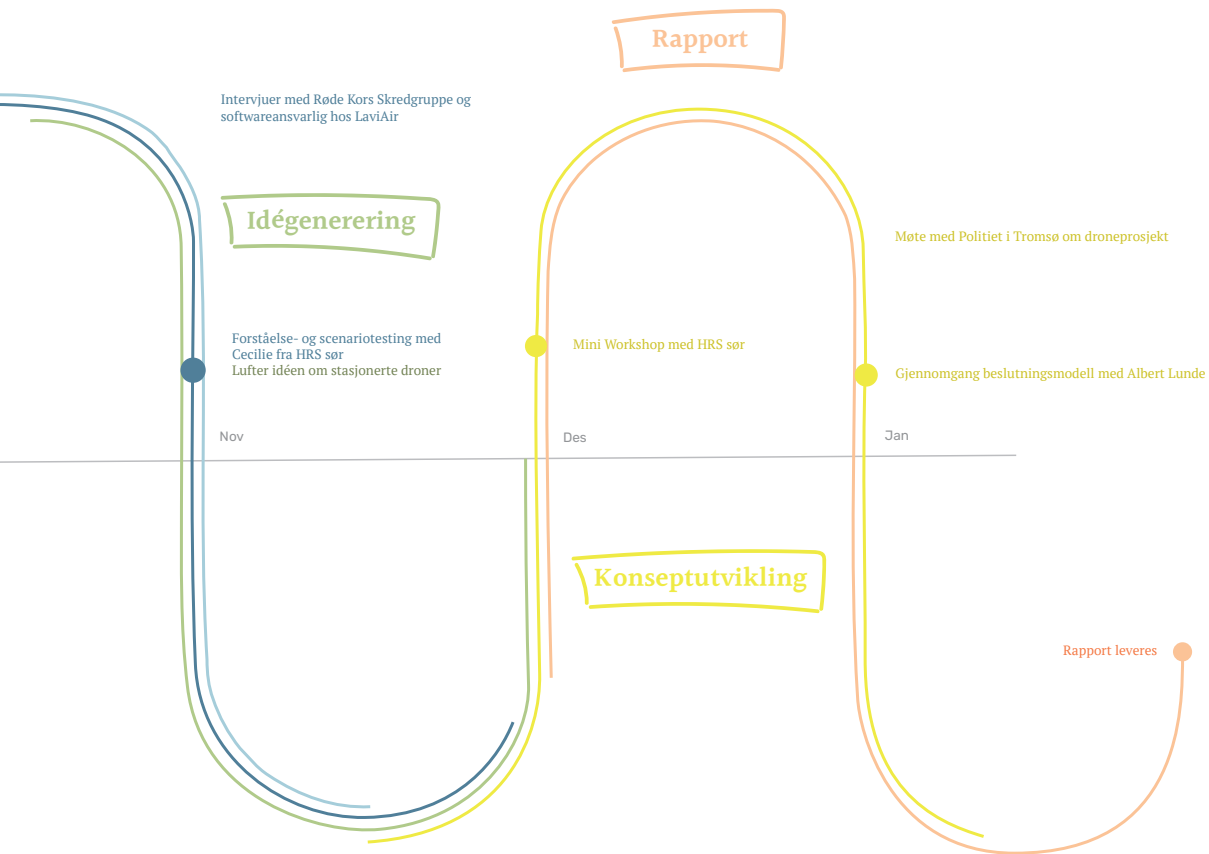 Rapport
Intervjuer med Røde Kors Skredgruppe og
softwareansvarlig hos LaviAir
Idégenerering
Møte med Politiet i Tromsø om droneprosjekt
Forståelse- og scenariotesting med
Cecilie fra HRS sør
Lufter idéen om stasjonerte droner
Mini Workshop med HRS sør
Gjennomgang beslutningsmodell med Albert Lunde
Nov
Des
Jan
Konseptutvikling
Rapport leveres